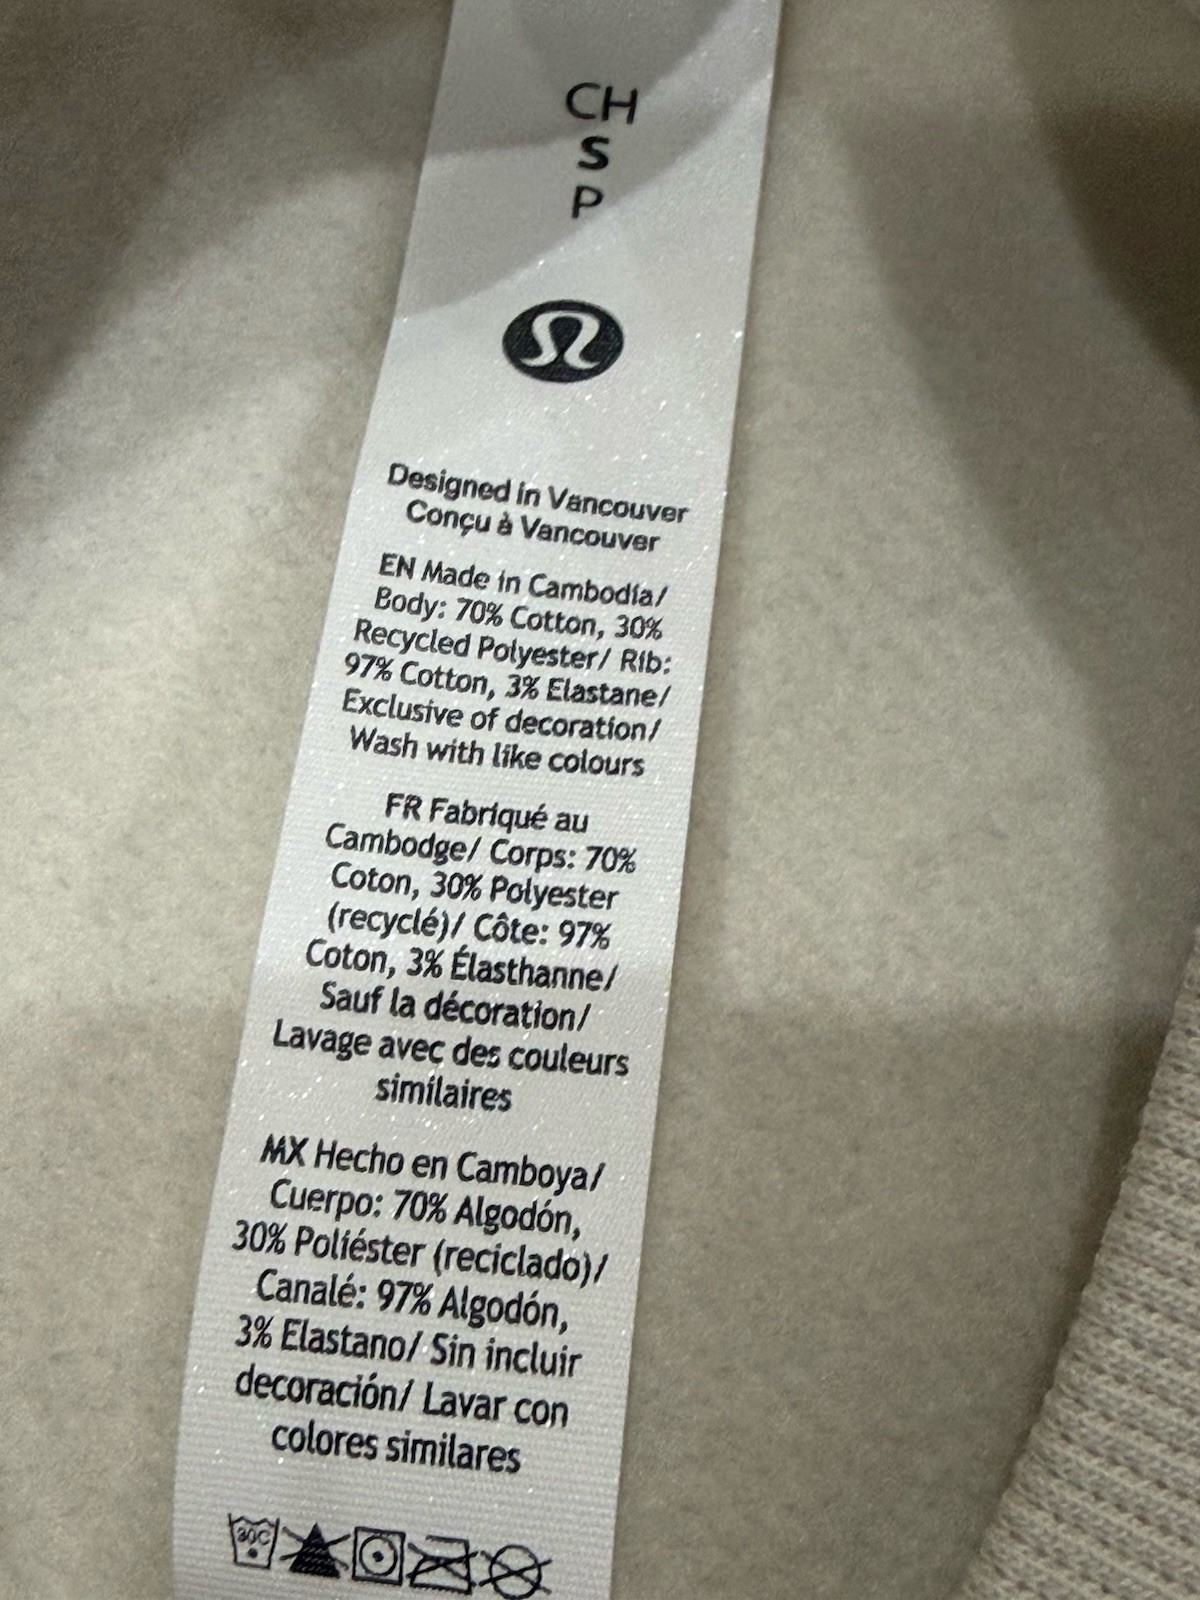 CH
S
P
Designed in Vancouver
Conçu à Vancouver
EN Made in Cambodia/
Body: 70% Cotton, 30%
Recycled Polyester/ Rib:
97% Cotton, 3% Elastane/
Exclusive of decoration/
Wash with like colours
FR Fabriqué au
Cambodge/ Corps: 70%
Coton, 30% Polyester
(recyclé)/ Côte: 97%
Coton, 3% Élasthanne/
Sauf la décoration/
Lavage avec des couleurs
similaires
MX Hecho en Camboya/
Cuerpo: 70% Algodón,
30% Poliéster (reciclado)/
Canalé: 97% Algodón,
3% Elastano/ Sin incluir
decoración/ Lavar con
colores similares
30C